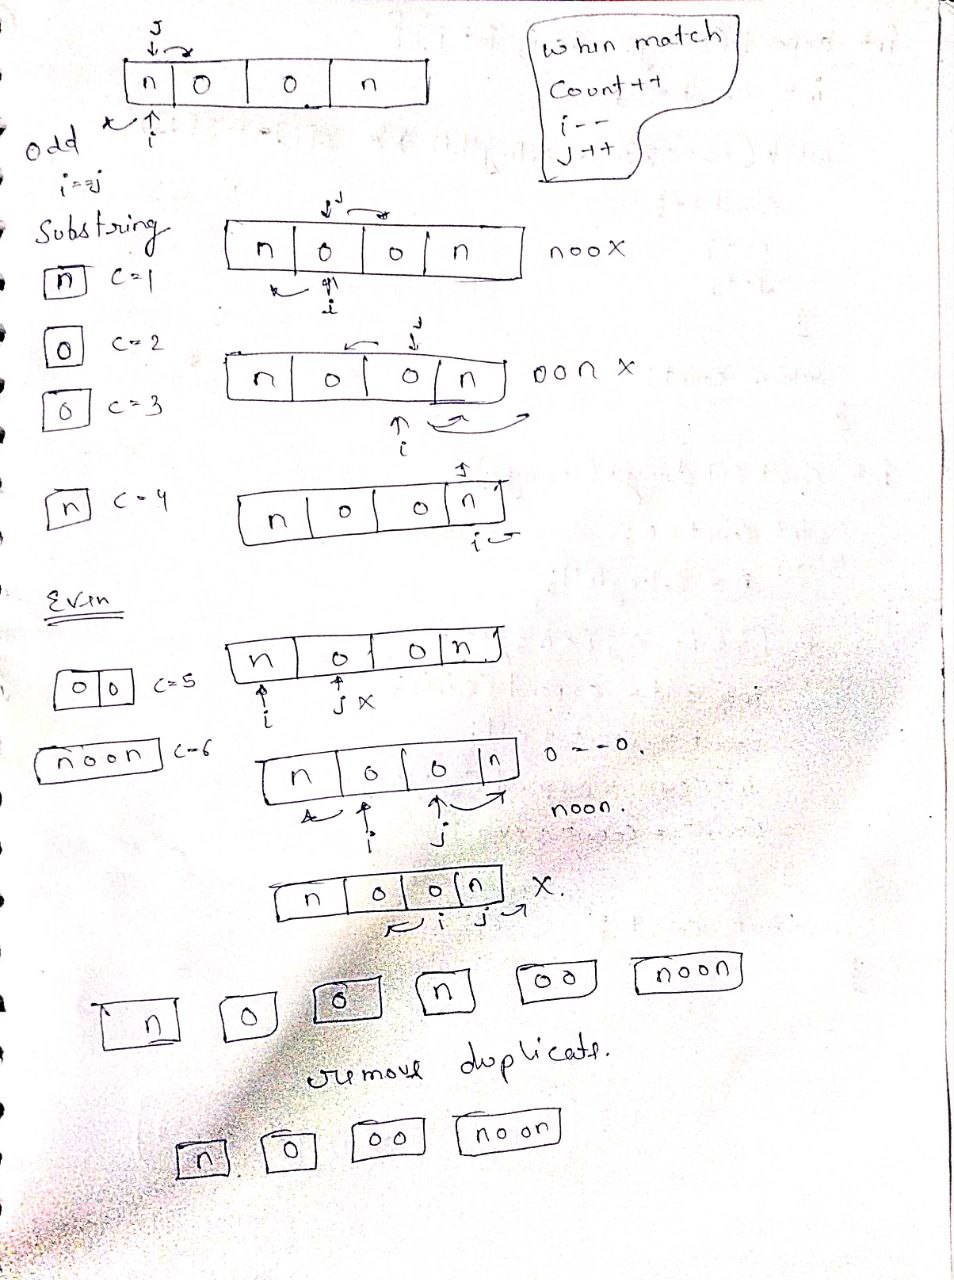 J
n o o n
i
when match
Count++
i--
j++
odd
i==j
Substring
n c=1
j
n o o n
noo X
i
o c=2
o c=3
j
n o o n
oon x
i
n c=4
j
n o o n
i
Even
oo c=5
n o o n
i j X
noon c=6
n o o n
o--o.
noon.
i j
n o o n
X.
i j
n o o n oo noon
remove duplicate.
n o oo noon